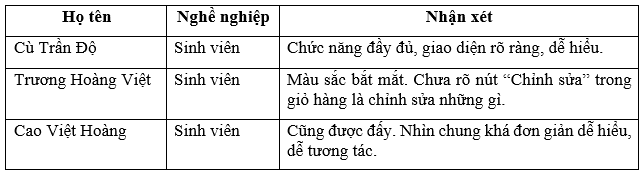 Họ tên Nghề nghiệp Nhận xét
Cù Trần Độ Sinh viên Chức năng đầy đủ, giao diện rõ ràng, dễ hiểu.
Trương Hoàng Việt Sinh viên Màu sắc bắt mắt. Chưa rõ nút “Chỉnh sửa” trong
giỏ hàng là chỉnh sửa những gì.
Cao Việt Hoàng Sinh viên Cũng được đấy. Nhìn chung khá đơn giản dễ hiểu,
dễ tương tác.